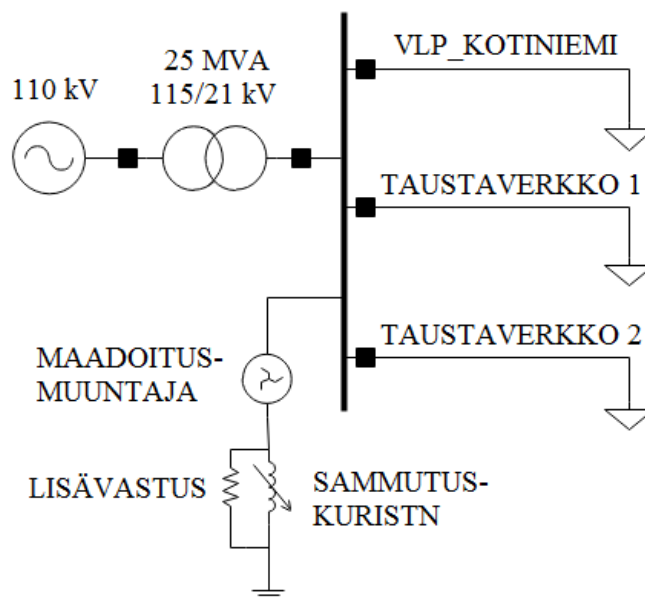 25 MVA
115/21 kV
110 kV
VLP_KOTINIEMI
TAUSTAVERKKO 1
TAUSTAVERKKO 2
MAADOITUS-
MUUNTAJA
LISÄVASTUS
SAMMUTUS-
KURISTN